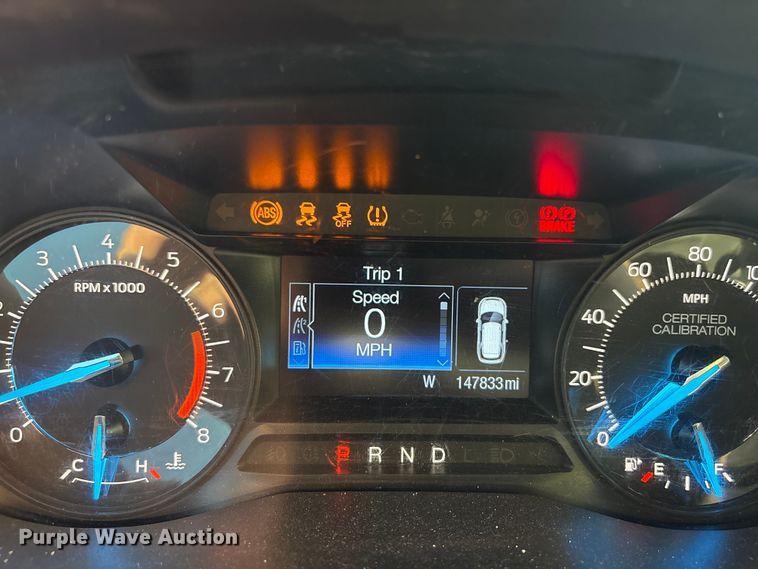 ABS OFF BRAKE
Trip 1
Speed
0
MPH
W 147833 mi
2 3 4 5 6 7 8 0
RPM x 1000
C H
P R N D L
0 20 40 60 80 100
MPH
CERTIFIED
CALIBRATION
E F
Purple Wave Auction